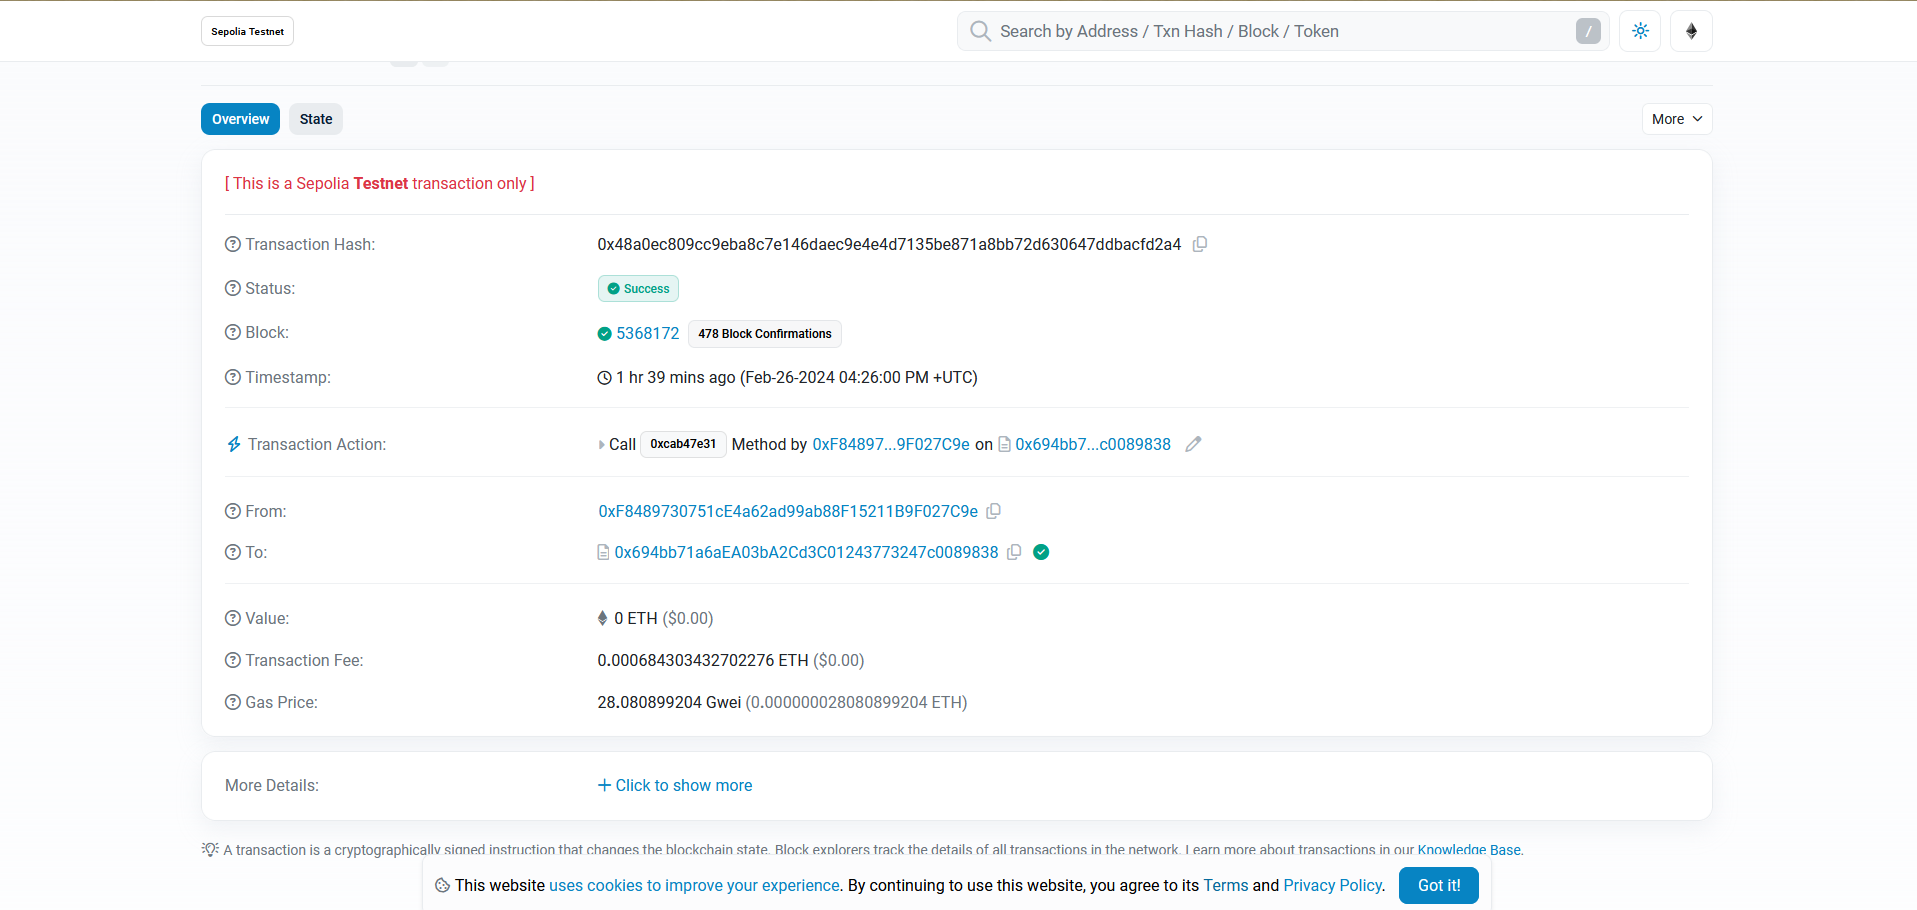 Sepolia Testnet
Search by Address / Txn Hash / Block / Token
/
Overview
State
More
[ This is a Sepolia Testnet transaction only ]
Transaction Hash:
0x48a0ec809cc9eba8c7e146daec9e4e4d7135be871a8bb72d630647ddbacfd2a4
Status:
Success
Block:
5368172 478 Block Confirmations
Timestamp:
1 hr 39 mins ago (Feb-26-2024 04:26:00 PM +UTC)
Transaction Action:
Call 0xcab47e31 Method by 0xF84897...9F027C9e on 0x694bb7...c0089838
From:
0xF8489730751cE4a62ad99ab88F15211B9F027C9e
To:
0x694bb71a6aEA03bA2Cd3C01243773247c0089838
Value:
0 ETH ($0.00)
Transaction Fee:
0.000684303432702276 ETH ($0.00)
Gas Price:
28.080899204 Gwei (0.000000028080899204 ETH)
More Details:
Click to show more
A transaction is a cryptographically signed instruction that changes the blockchain state. Block explorers track the details of all transactions in the network. Learn more about transactions in our Knowledge Base.
This website uses cookies to improve your experience. By continuing to use this website, you agree to its Terms and Privacy Policy.
Got it!